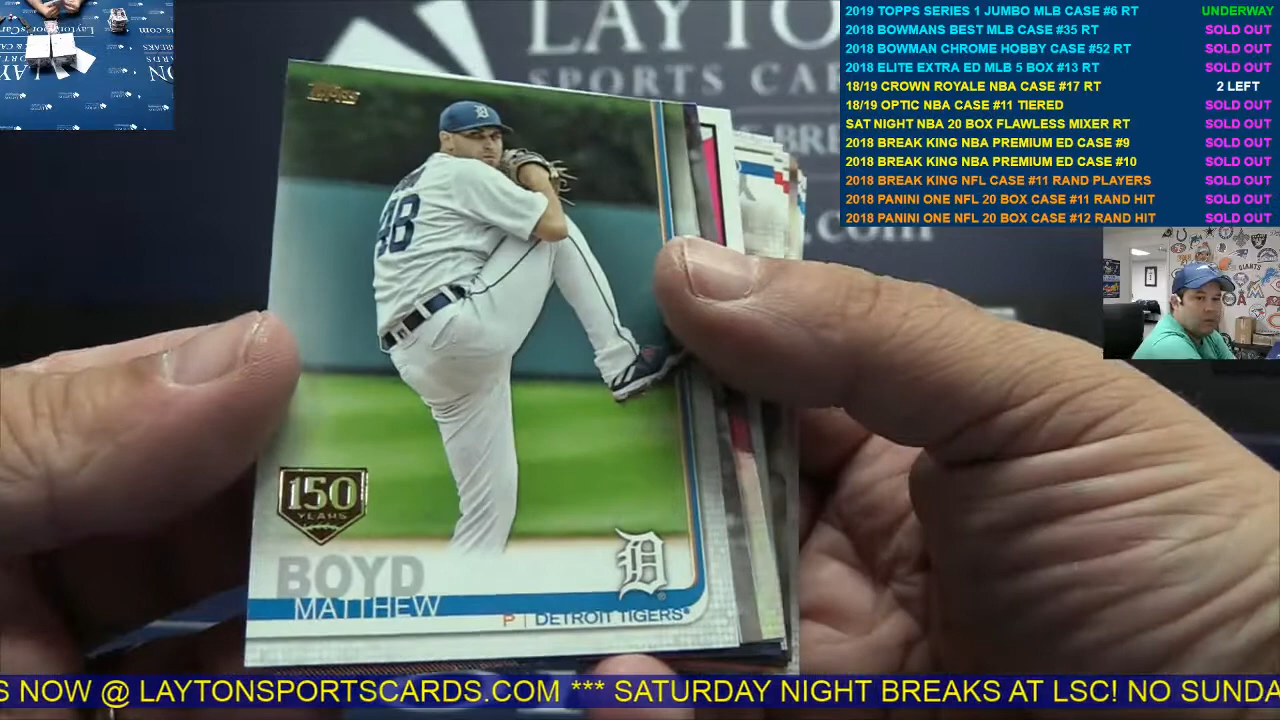 2019 TOPPS SERIES 1 JUMBO MLB CASE #6 RT UNDERWAY
2018 BOWMANS BEST MLB CASE #35 RT SOLD OUT
2018 BOWMAN CHROME HOBBY CASE #52 RT SOLD OUT
2018 ELITE EXTRA ED MLB 5 BOX #13 RT SOLD OUT
18/19 CROWN ROYALE NBA CASE #17 RT 2 LEFT
18/19 OPTIC NBA CASE #11 TIERED SOLD OUT
SAT NIGHT NBA 20 BOX FLAWLESS MIXER RT SOLD OUT
2018 BREAK KING NBA PREMIUM ED CASE #9 SOLD OUT
2018 BREAK KING NBA PREMIUM ED CASE #10 SOLD OUT
2018 BREAK KING NFL CASE #11 RAND PLAYERS SOLD OUT
2018 PANINI ONE NFL 20 BOX CASE #11 RAND HIT SOLD OUT
2018 PANINI ONE NFL 20 BOX CASE #12 RAND HIT SOLD OUT
LAYTO
SPORTS CARDS
.com
Topps
D
48
150
YEARS
BOYD
MATTHEW
D
P | DETROIT TIGERS®
GIANTS
S NOW @ LAYTONSPORTSCARDS.COM *** SATURDAY NIGHT BREAKS AT LSC! NO SUNDA